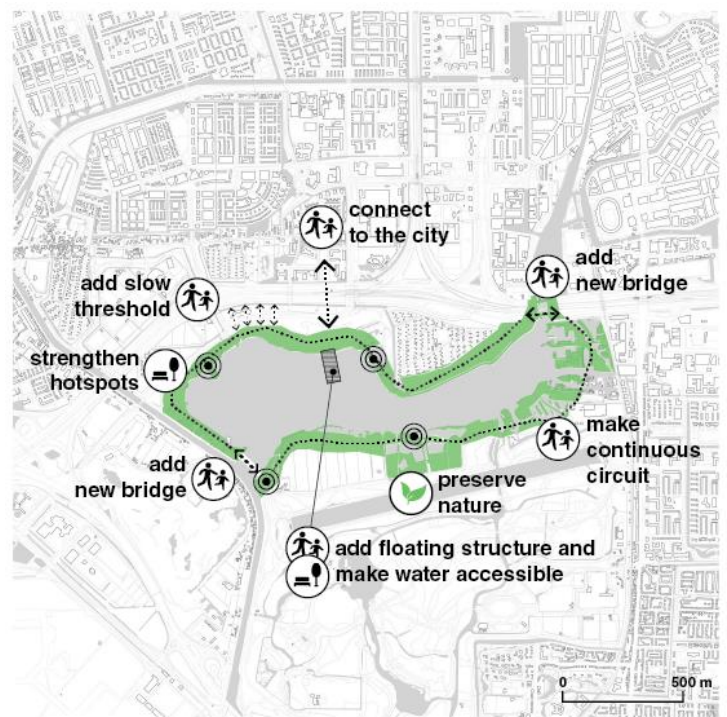 connect
to the city
add
new bridge
add slow
threshold
strengthen
hotspots
add
new bridge
make
continuous
circuit
preserve
nature
add floating structure and
make water accessible
0
500 m